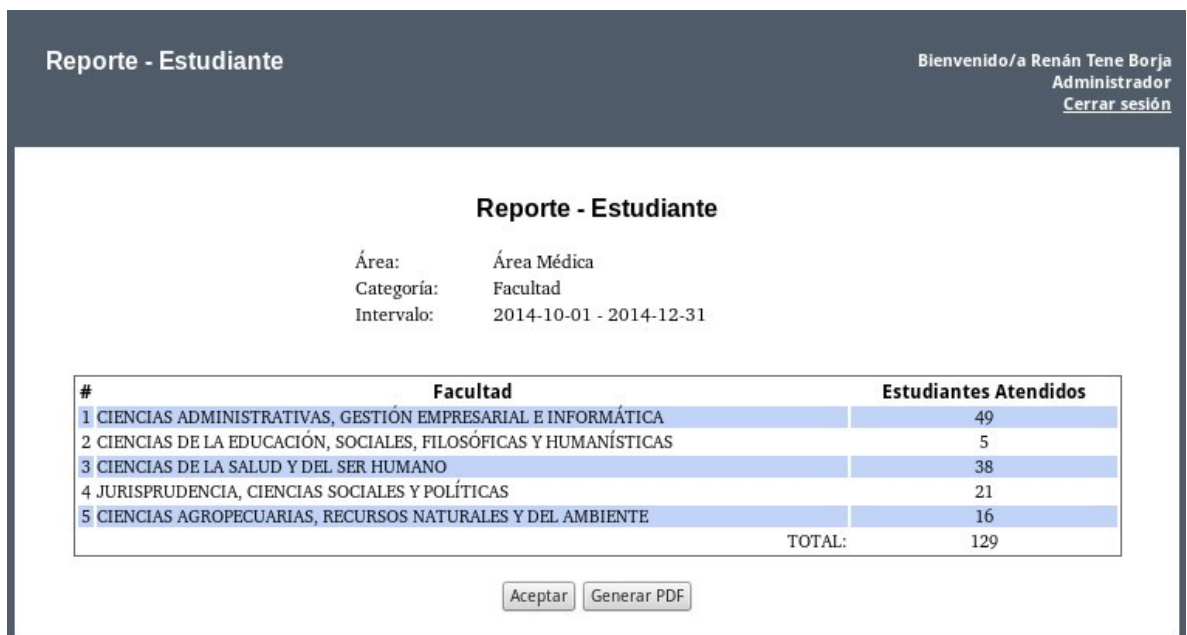 Reporte - Estudiante
Bienvenido/a Renán Tene Borja
Administrador
Cerrar sesión
Reporte - Estudiante
Área: Área Médica
Categoría: Facultad
Intervalo: 2014-10-01 - 2014-12-31
# Facultad Estudiantes Atendidos
1 CIENCIAS ADMINISTRATIVAS, GESTIÓN EMPRESARIAL E INFORMÁTICA 49
2 CIENCIAS DE LA EDUCACIÓN, SOCIALES, FILOSÓFICAS Y HUMANÍSTICAS 5
3 CIENCIAS DE LA SALUD Y DEL SER HUMANO 38
4 JURISPRUDENCIA, CIENCIAS SOCIALES Y POLÍTICAS 21
5 CIENCIAS AGROPECUARIAS, RECURSOS NATURALES Y DEL AMBIENTE 16
TOTAL: 129
Aceptar Generar PDF